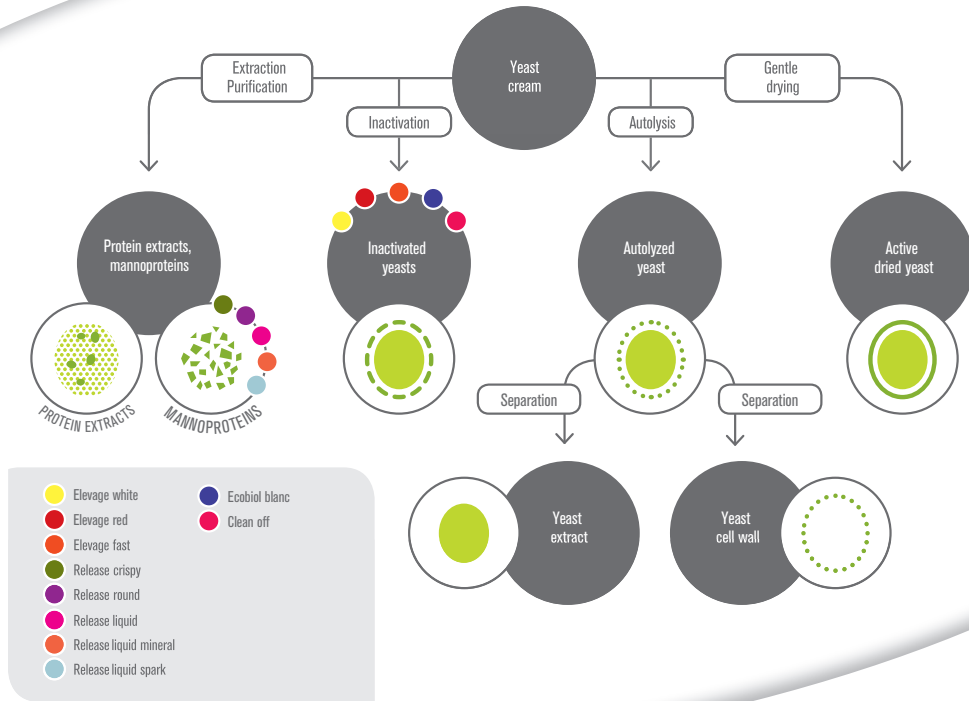 Extraction
Purification
Yeast
cream
Gentle
drying
Inactivation
Autolysis
Protein extracts,
mannoproteins
Inactivated
yeasts
Autolyzed
yeast
Active
dried yeast
PROTEIN EXTRACTS
MANNOPROTEINS
Separation
Separation
Yeast
extract
Yeast
cell wall
Elevage white
Elevage red
Elevage fast
Release crispy
Release round
Release liquid
Release liquid mineral
Release liquid spark
Ecobiol blanc
Clean off